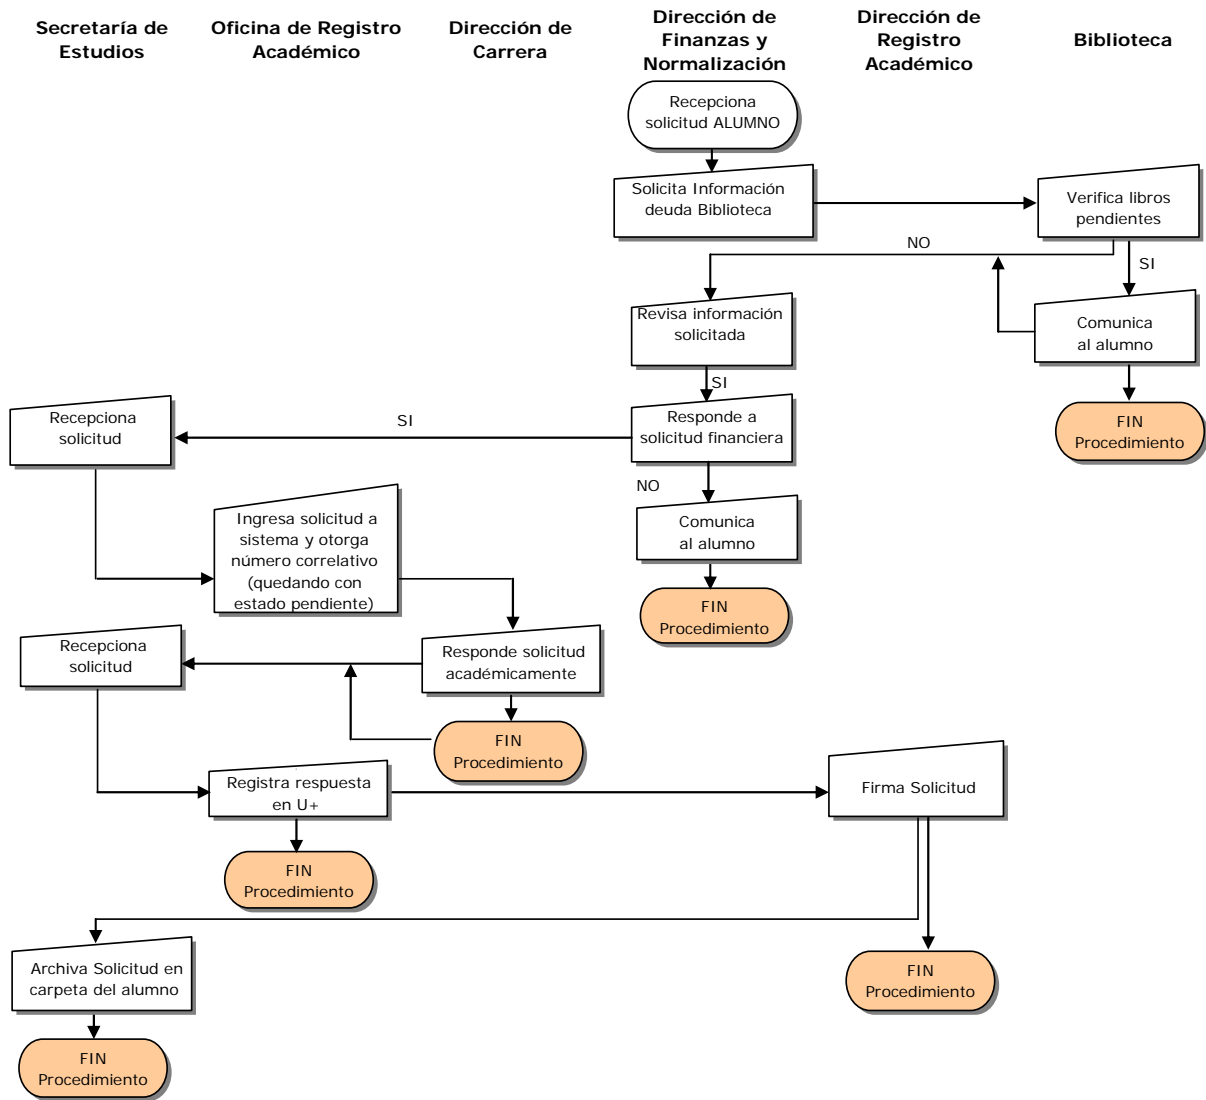 Secretaría de
Estudios
Oficina de Registro
Académico
Dirección de
Carrera
Dirección de
Finanzas y
Normalización
Dirección de
Registro
Académico
Biblioteca
Recepciona
solicitud ALUMNO
Solicita Información
deuda Biblioteca
Verifica libros
pendientes
NO
SI
Revisa información
solicitada
Comunica
al alumno
SI
Recepciona
solicitud
SI
Responde a
solicitud financiera
FIN
Procedimiento
NO
Ingresa solicitud a
sistema y otorga
número correlativo
(quedando con
estado pendiente)
Comunica
al alumno
FIN
Procedimiento
Recepciona
solicitud
Responde solicitud
académicamente
FIN
Procedimiento
Registra respuesta
en U+
Firma Solicitud
FIN
Procedimiento
Archiva Solicitud en
carpeta del alumno
FIN
Procedimiento
FIN
Procedimiento